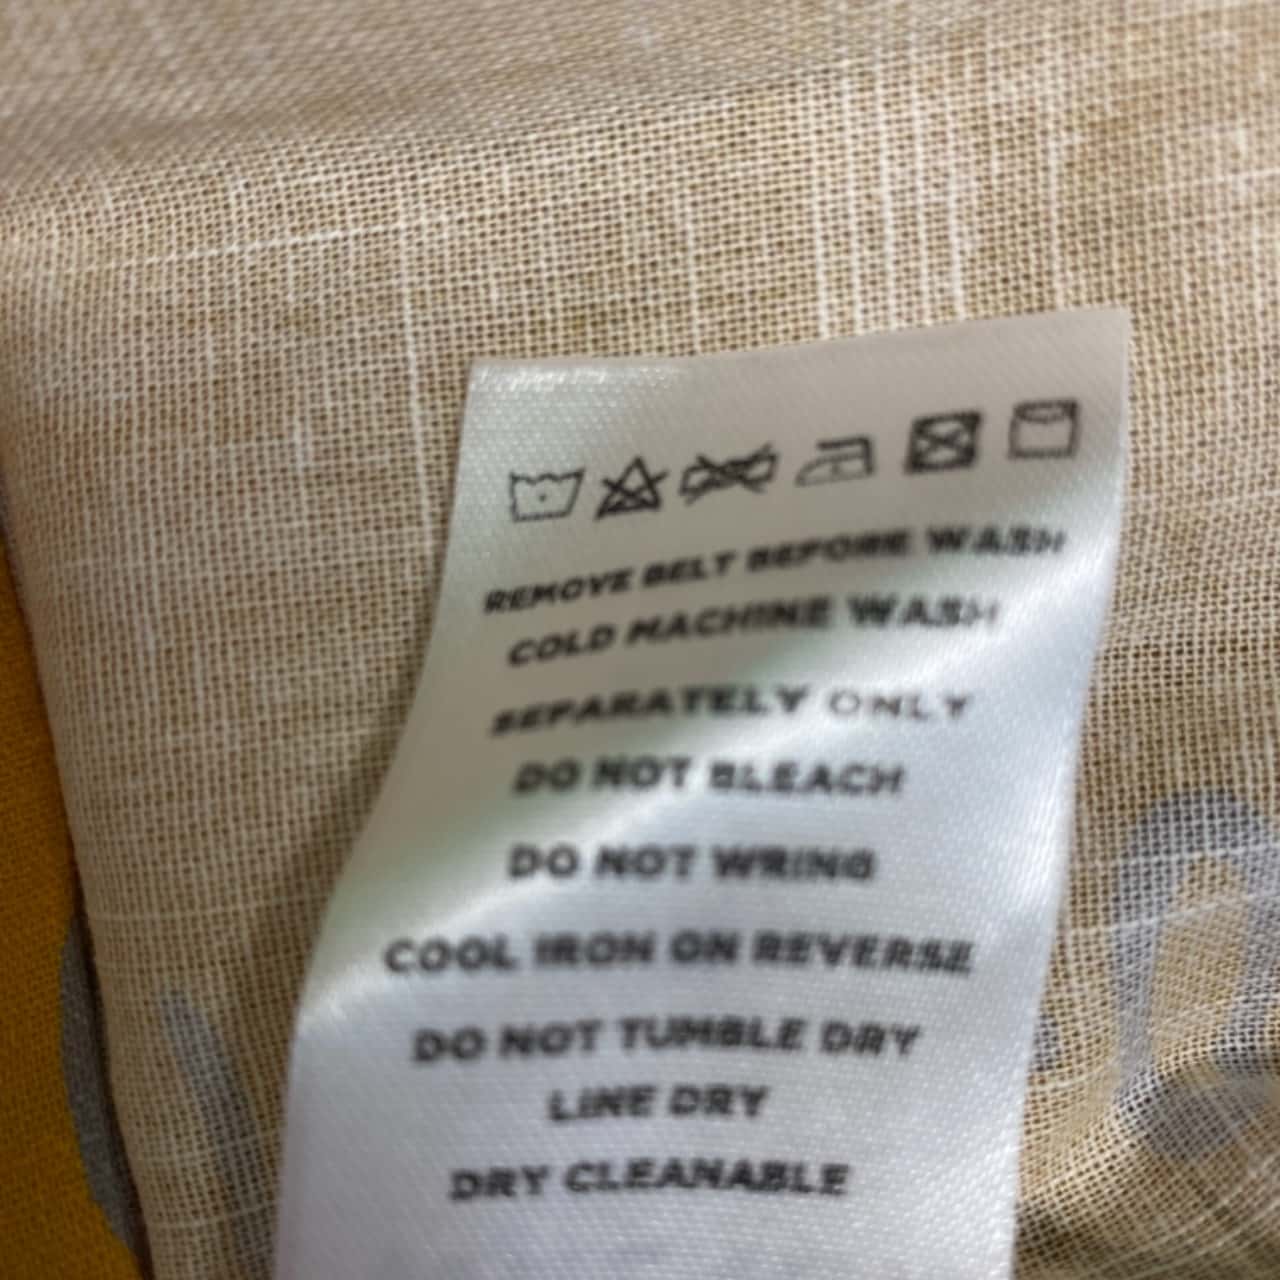 REMOVE BELT BEFORE WASH
COLD MACHINE WASH
SEPARATELY ONLY
DO NOT BLEACH
DO NOT WRING
COOL IRON ON REVERSE
DO NOT TUMBLE DRY
LINE DRY
DRY CLEANABLE